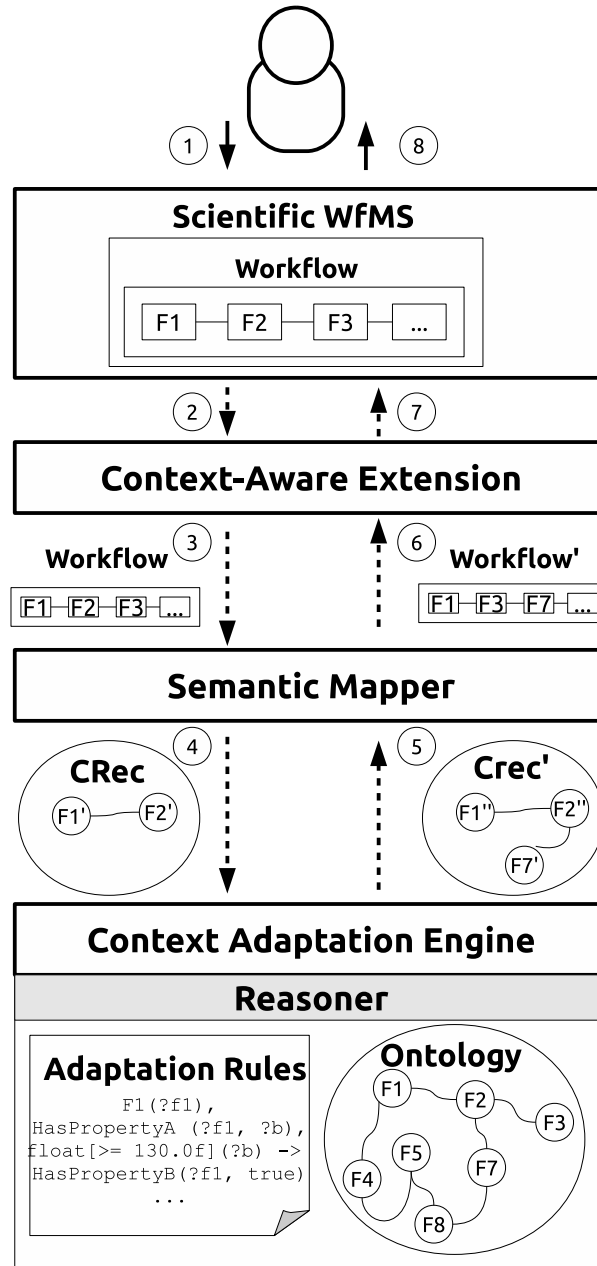 1
8
Scientific WfMS
Workflow
F1 F2 F3 ...
2
7
Context-Aware Extension
3
6
Workflow
Workflow'
F1 F2 F3 ...
F1 F3 F7 ...
Semantic Mapper
4
5
CRec
Crec'
F1' F2'
F1'' F2''
F7'
Context Adaptation Engine
Reasoner
Adaptation Rules
F1(?f1),
HasPropertyA (?f1, ?b),
float[>= 130.0f](?b) ->
HasPropertyB(?f1, true)
...
Ontology
F1
F2
F3
F5
F7
F4
F8